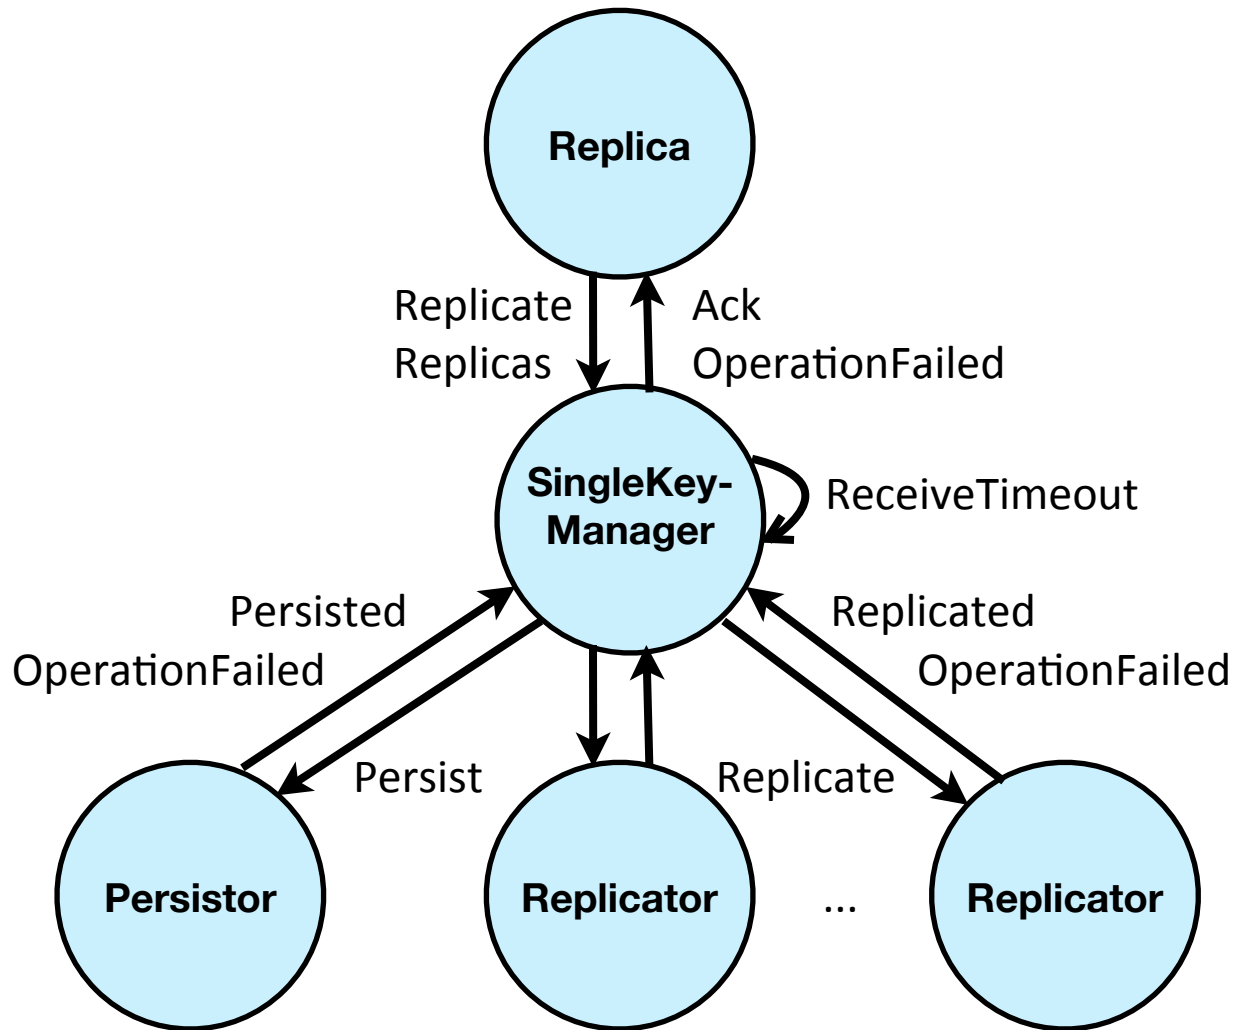 Replica
Replicate
Replicas
Ack
OperationFailed
SingleKey-
Manager
ReceiveTimeout
Persisted
OperationFailed
Replicated
OperationFailed
Persist
Replicate
Persistor
Replicator
...
Replicator